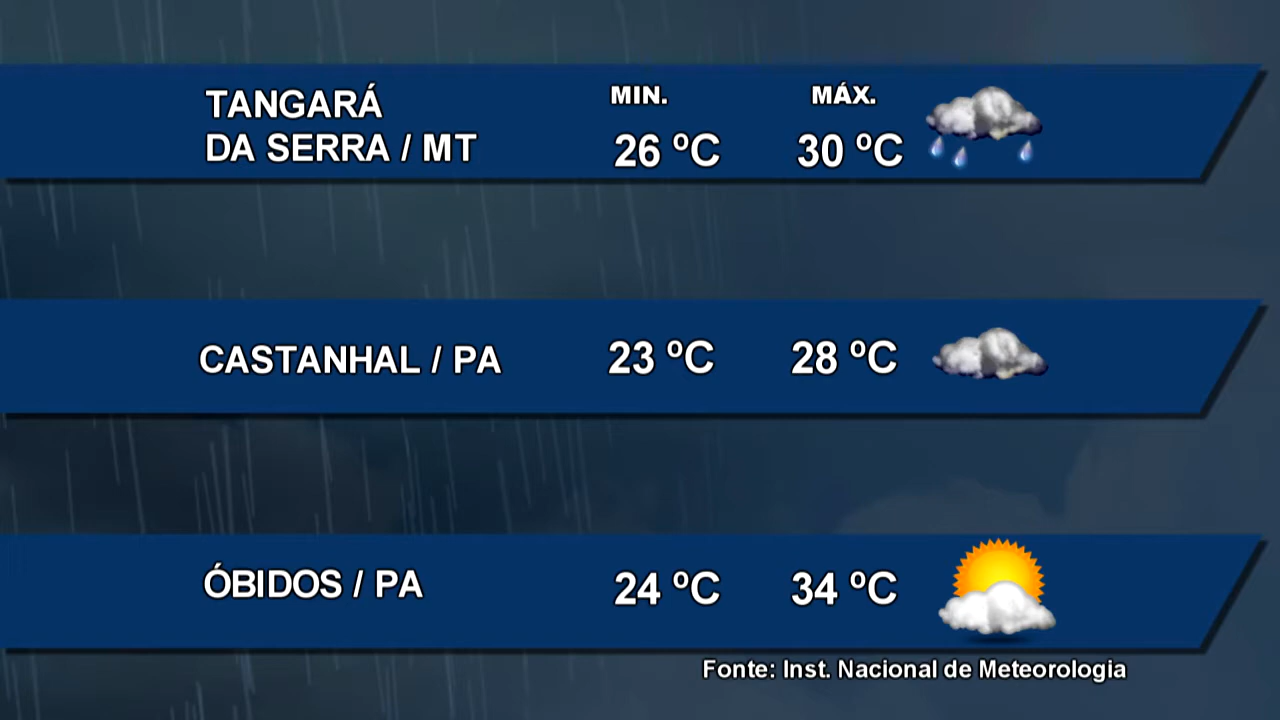 TANGARÁ
DA SERRA / MT
MIN. MÁX.
26 ºC 30 ºC
CASTANHAL / PA 23 ºC 28 ºC
ÓBIDOS / PA 24 ºC 34 ºC
Fonte: Inst. Nacional de Meteorologia